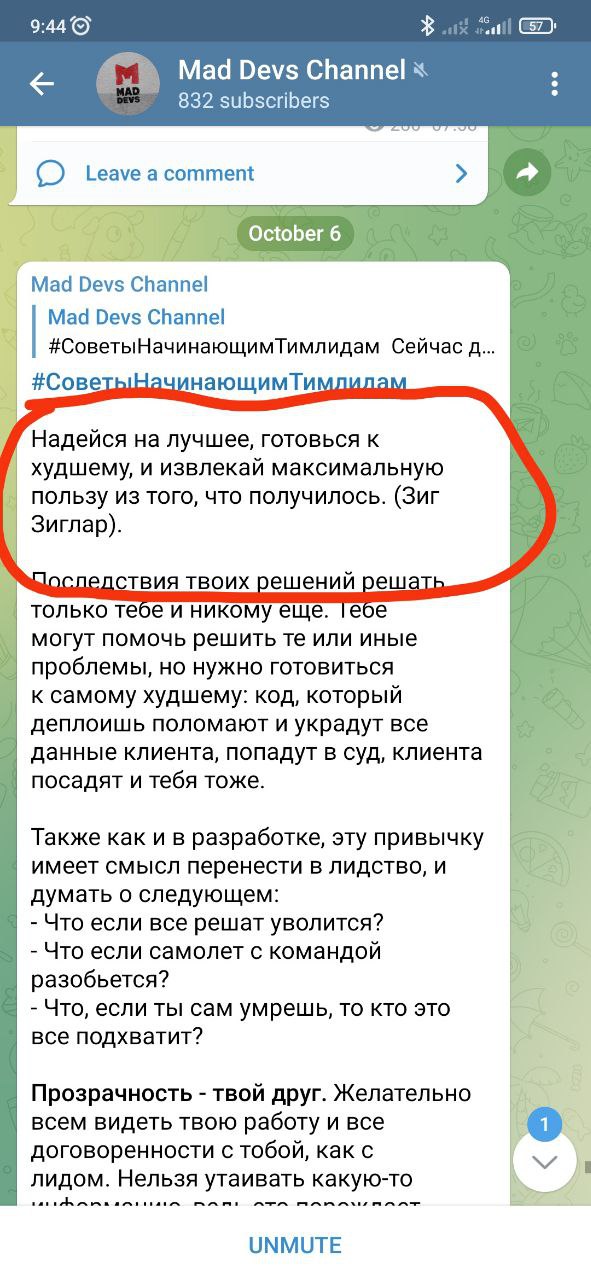 9:44
4G
57
MAD
DEVS
Mad Devs Channel
832 subscribers
Leave a comment
October 6
Mad Devs Channel
Mad Devs Channel
#СоветыНачинающимТимлидам Сейчас д...
#СоветыНачинающимТимлидам
Надейся на лучшее, готовься к
худшему, и извлекай максимальную
пользу из того, что получилось. (Зиг
Зиглар).
Последствия твоих решений решать
только тебе и никому еще. Тебе
могут помочь решить те или иные
проблемы, но нужно готовиться
к самому худшему: код, который
деплоишь поломают и украдут все
данные клиента, попадут в суд, клиента
посадят и тебя тоже.
Также как и в разработке, эту привычку
имеет смысл перенести в лидство, и
думать о следующем:
- Что если все решат уволится?
- Что если самолет с командой
разобьется?
- Что, если ты сам умрешь, то кто это
все подхватит?
Прозрачность - твой друг. Желательно
всем видеть твою работу и все
договоренности с тобой, как с
лидом. Нельзя утаивать какую-то
1
UNMUTE